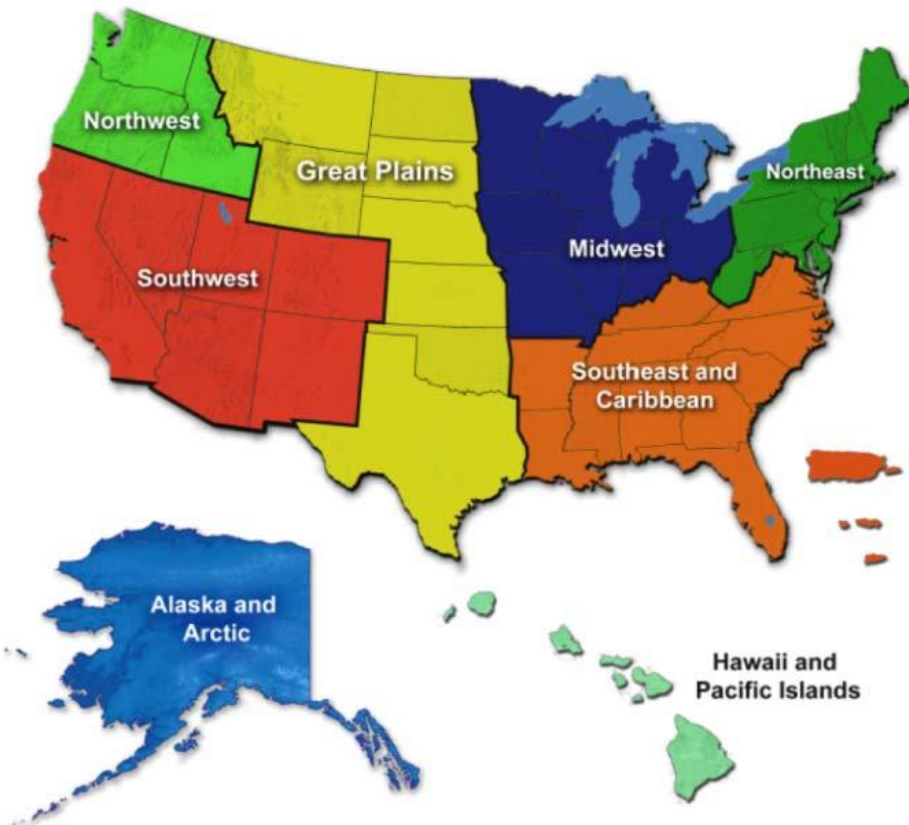 Northwest
Great Plains
Northeast
Midwest
Southwest
Southeast and
Caribbean
Alaska and
Arctic
Hawaii and
Pacific Islands